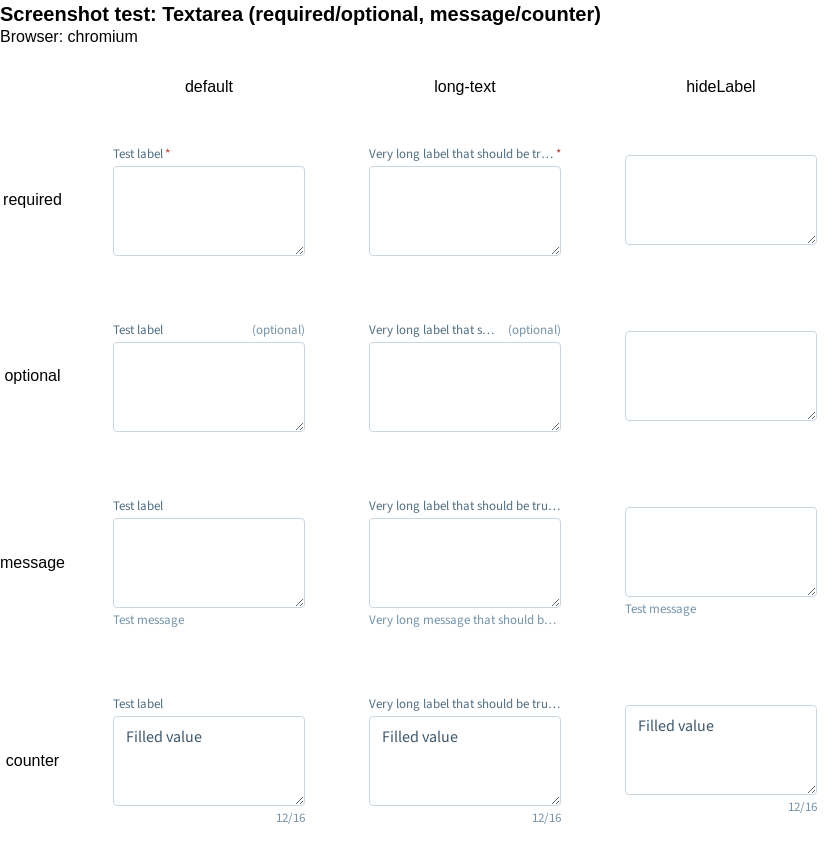 Screenshot test: Textarea (required/optional, message/counter)
Browser: chromium
default long-text hideLabel
Test label * Very long label that should be tr… *
required
Test label (optional) Very long label that s… (optional)
optional
Test label Very long label that should be tru…
message
Test message Very long message that should b… Test message
Test label Very long label that should be tru…
Filled value Filled value Filled value
counter
12/16 12/16 12/16